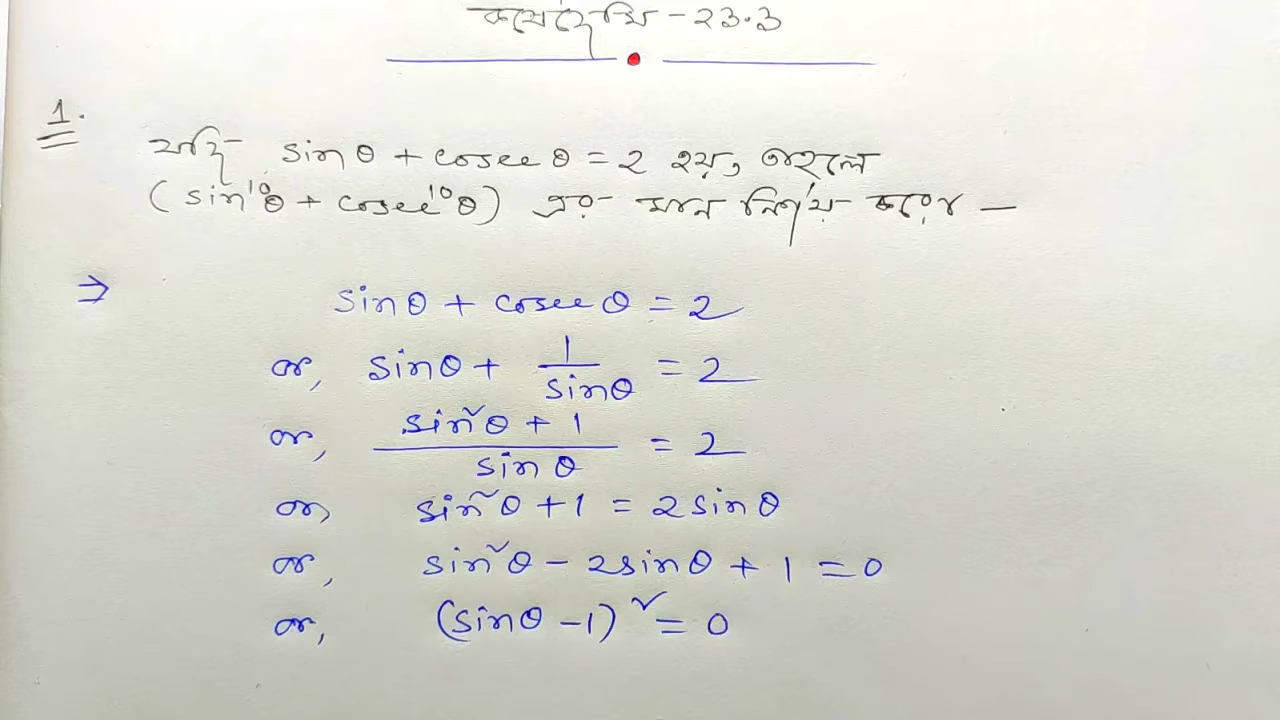 কষে দেখি - 23.3
1.
যদি sinθ + cosecθ = 2 হয়, তাহলে
(sin¹⁰θ + cosec¹⁰θ) এর মান নির্ণয় করো —
⇒ sinθ + cosecθ = 2
or, sinθ + 1/sinθ = 2
or, (sin²θ + 1)/sinθ = 2
or, sin²θ + 1 = 2sinθ
or, sin²θ - 2sinθ + 1 = 0
or, (sinθ - 1)² = 0